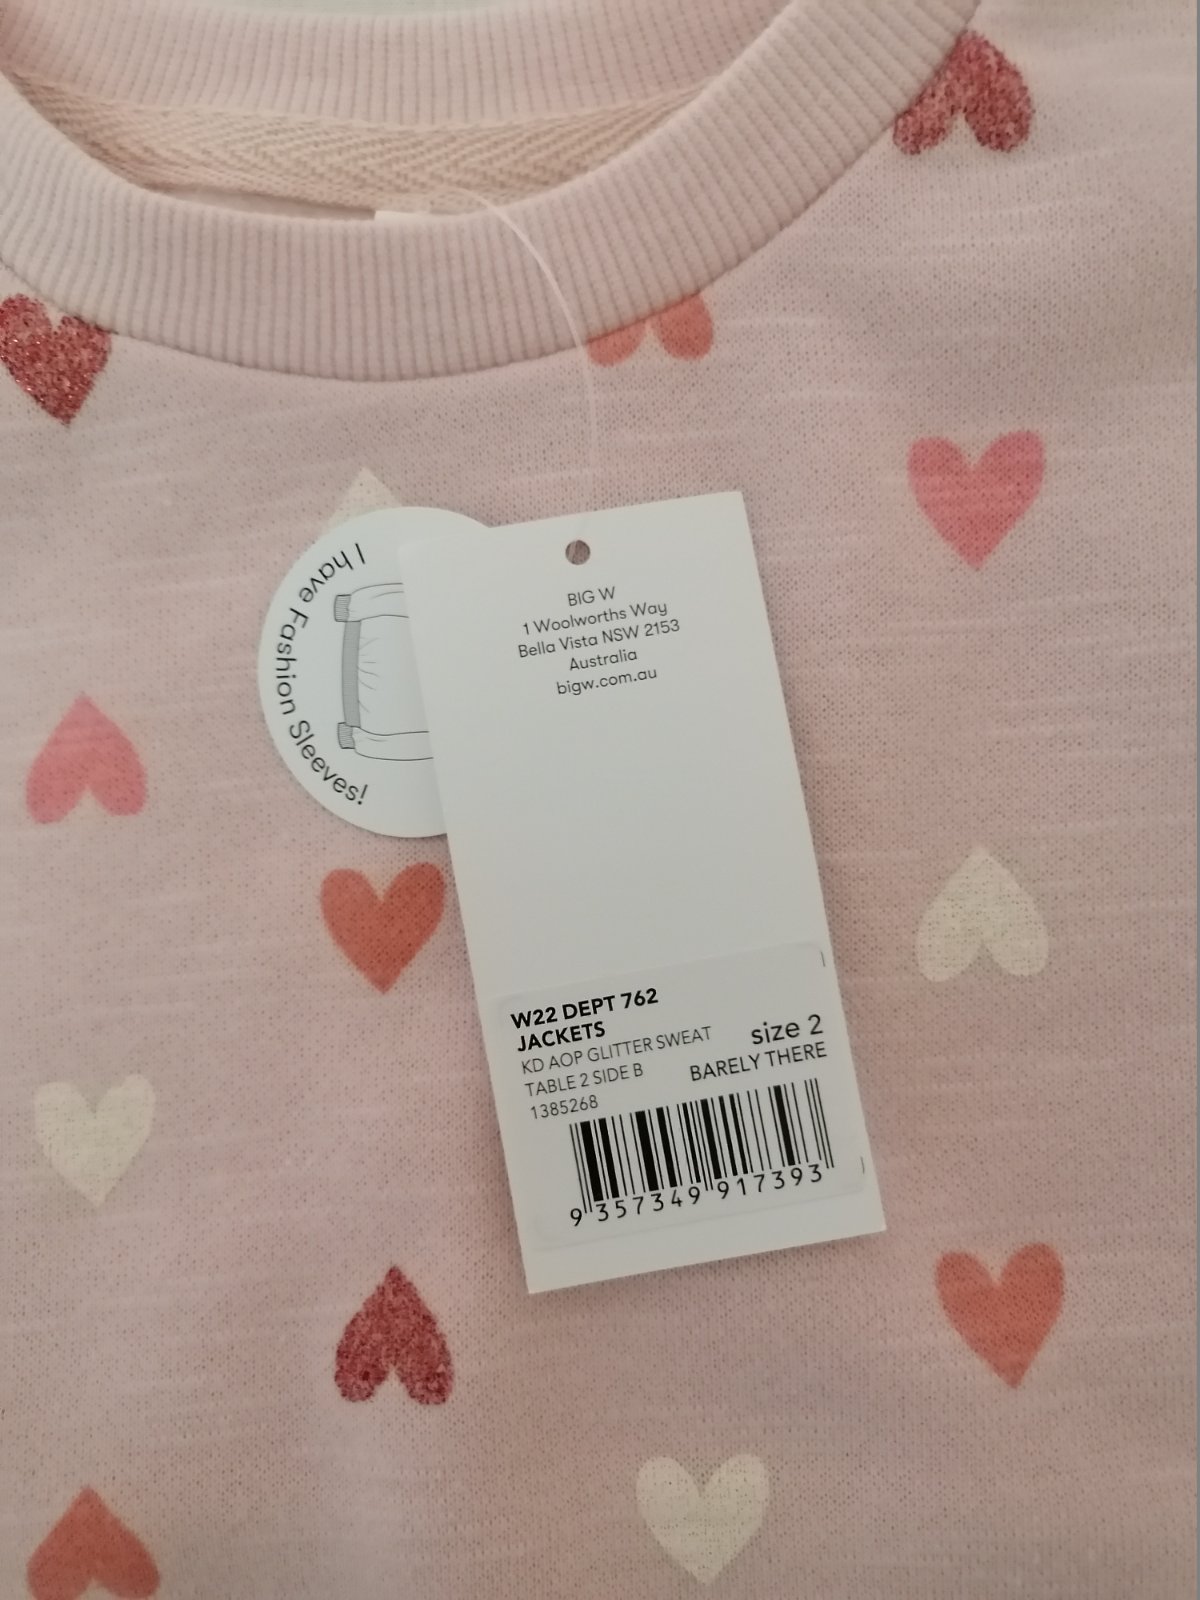 I have Fashion Sleeves!
BIG W
1 Woolworths Way
Bella Vista NSW 2153
Australia
bigw.com.au
W22 DEPT 762
JACKETS
KD AOP GLITTER SWEAT
size 2
TABLE 2 SIDE B
BARELY THERE
1385268
9 357349 917393